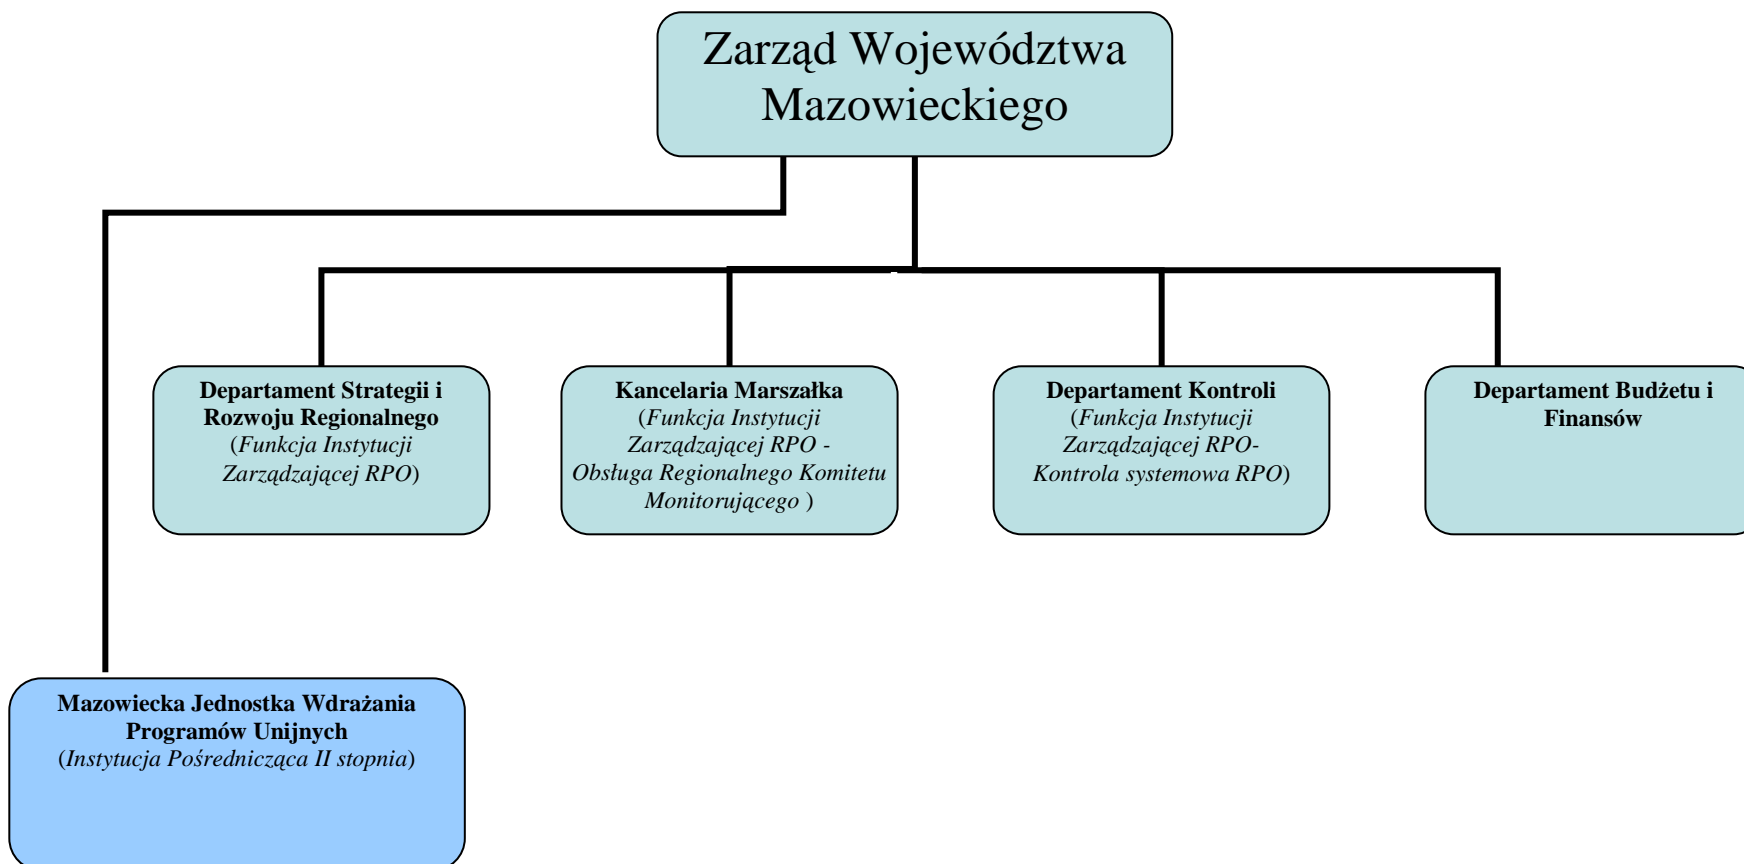 Zarząd Województwa
Mazowieckiego
Departament Strategii i
Rozwoju Regionalnego
(Funkcja Instytucji
Zarządzającej RPO)
Kancelaria Marszałka
(Funkcja Instytucji
Zarządzającej RPO -
Obsługa Regionalnego Komitetu
Monitorującego )
Departament Kontroli
(Funkcja Instytucji
Zarządzającej RPO-
Kontrola systemowa RPO)
Departament Budżetu i
Finansów
Mazowiecka Jednostka Wdrażania
Programów Unijnych
(Instytucja Pośrednicząca II stopnia)